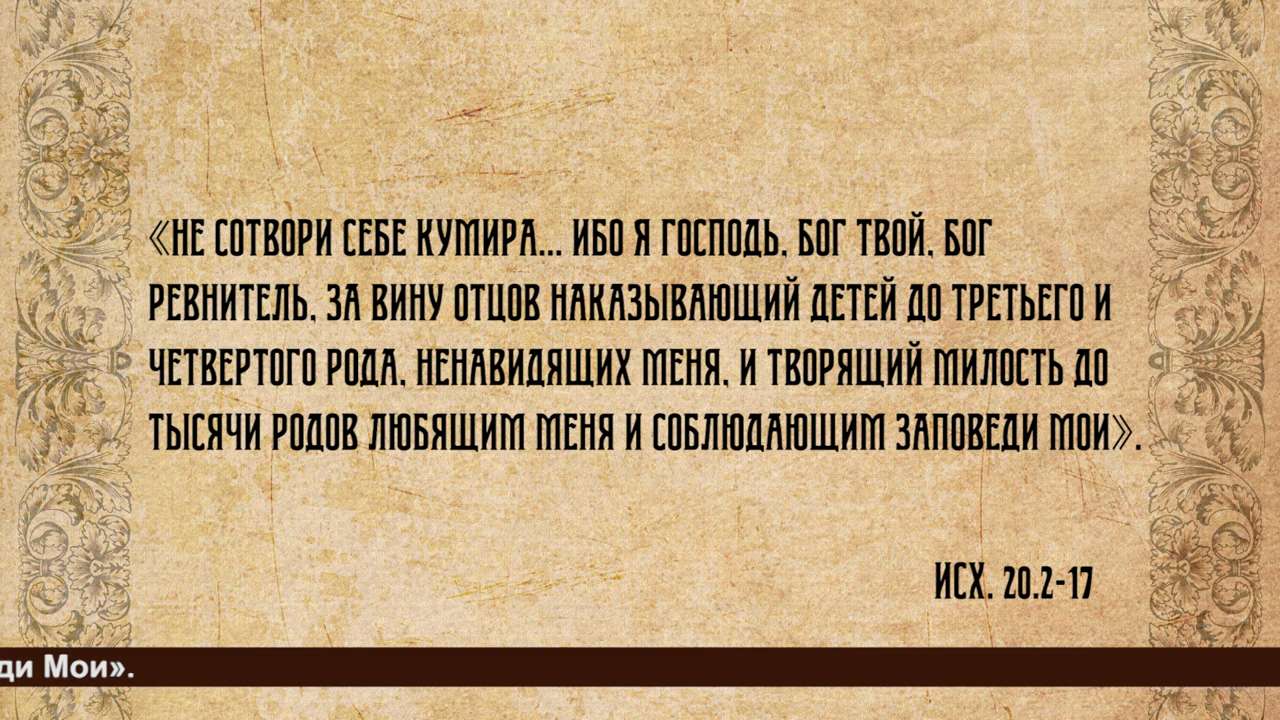 «НЕ СОТВОРИ СЕБЕ КУМИРА... ИБО Я ГОСПОДЬ, БОГ ТВОЙ, БОГ
РЕВНИТЕЛЬ, ЗА ВИНУ ОТЦОВ НАКАЗЫВАЮЩИЙ ДЕТЕЙ ДО ТРЕТЬЕГО И
ЧЕТВЕРТОГО РОДА, НЕНАВИДЯЩИХ МЕНЯ, И ТВОРЯЩИЙ МИЛОСТЬ ДО
ТЫСЯЧИ РОДОВ ЛЮБЯЩИМ МЕНЯ И СОБЛЮДАЮЩИМ ЗАПОВЕДИ МОИ».
ИСХ. 20.2-17
ди Мои».